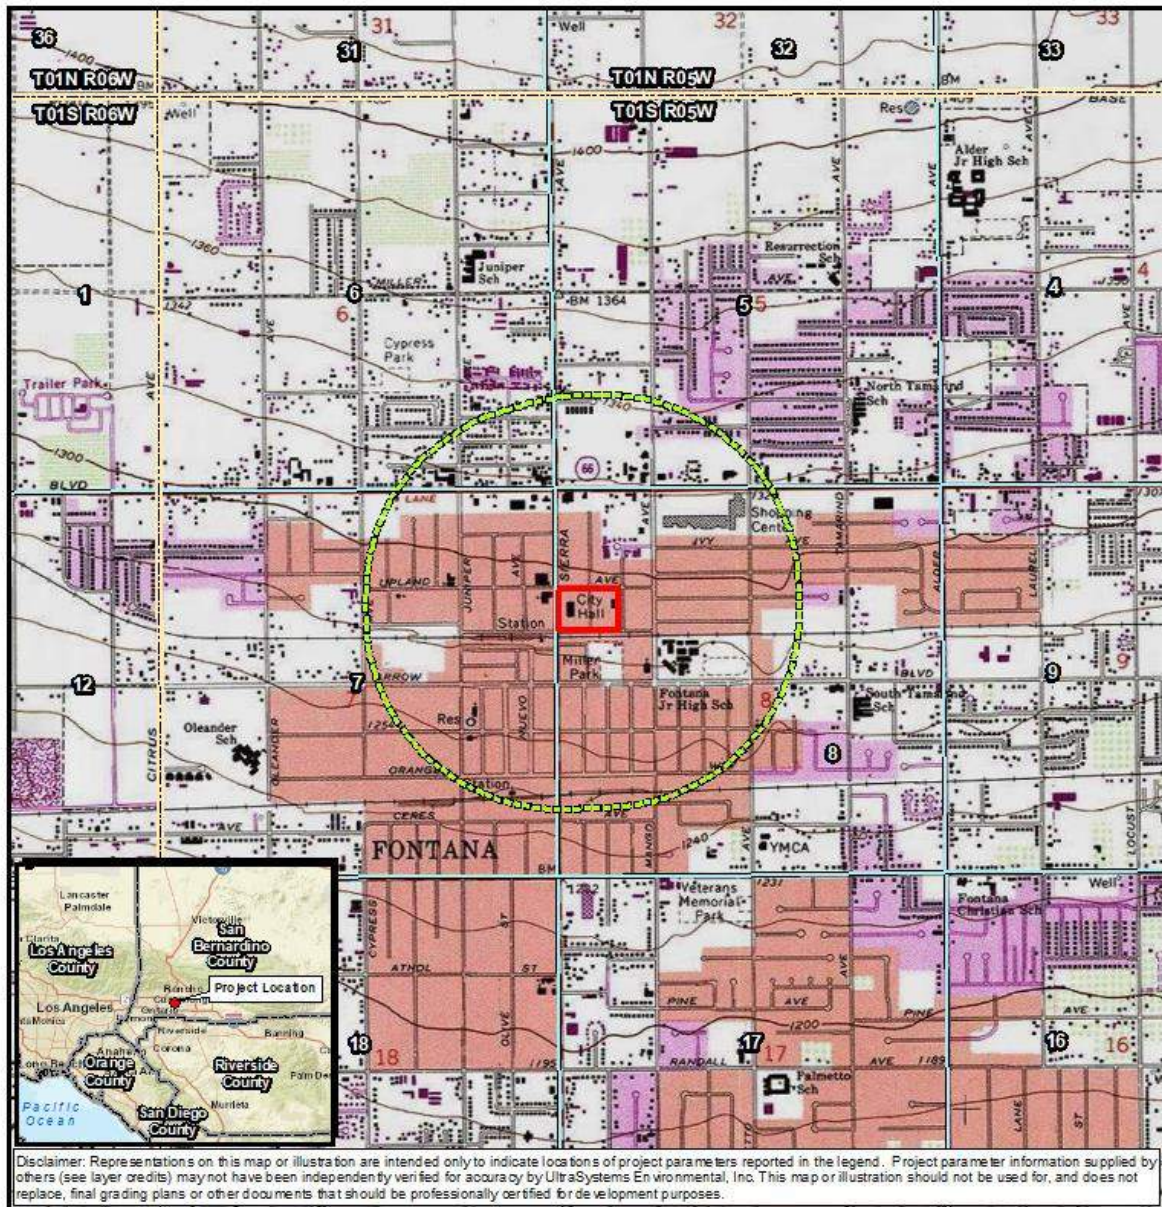 36
31
31
Well
32
32
33
33
1400
T01N R06W
BM
T01N R05W
BM
T01S R06W
T01S R05W
1409
BASE
Well
Res
AVE
AVE
AVE
1400
Alder
Jr High Sch
1360
Resurrection
Sch
Juniper
Sch
MILLER
AVE
1
6
BM 1364
5
5
4
4
1342
6
AVE
AVE
AVE
Cypress
Park
Trailer Park
AVE
North Tamarind
Sch
1340
1300
BLVD
66
LANE
Shopping
Center
AVE
SIERRA
IVY
AVE
TAMARIND
ALDER
LAUREL
UPLAND
JUNIPER
AVE
AVE
City
Hall
Station
Miller
Park
ARROW
BLVD
9
9
12
7
7
Fontana
Jr High Sch
8
South Tamarind
Sch
Oleander
Sch
1254
Res
NUEVO
8
CITRUS
OLEANDER
ORANGE
Station
AVE
CERES
AVE
MANGO
1240
AVE
YMCA
LOCUST
FONTANA
BM
1232
Veterans
Memorial
Park
1231
Well
Fontana
Christian Sch
CYPRESS
ATHOL
ST
ST
OLIVE
AVE
PINE
AVE
PINE
1200
18
18
1195
17
17
RANDALL
AVE
1189
16
16
Palmetto
Sch
LANE
ST
Lancaster
Palmdale
Victorville
San
Bernardino
County
Los Angeles
County
Project Location
Los Angeles
Ontario
Riverside
Banning
Corona
Anaheim
Orange
County
Riverside
County
Murrieta
Pacific
Ocean
San Diego
County
Disclaimer: Representations on this map or illustration are intended only to indicate locations of project parameters reported in the legend. Project parameter information supplied by
others (see layer credits) may not have been independently verified for accuracy by UltraSystems Environmental, Inc. This map or illustration should not be used for, and does not
replace, final grading plans or other documents that should be professionally certified for development purposes.